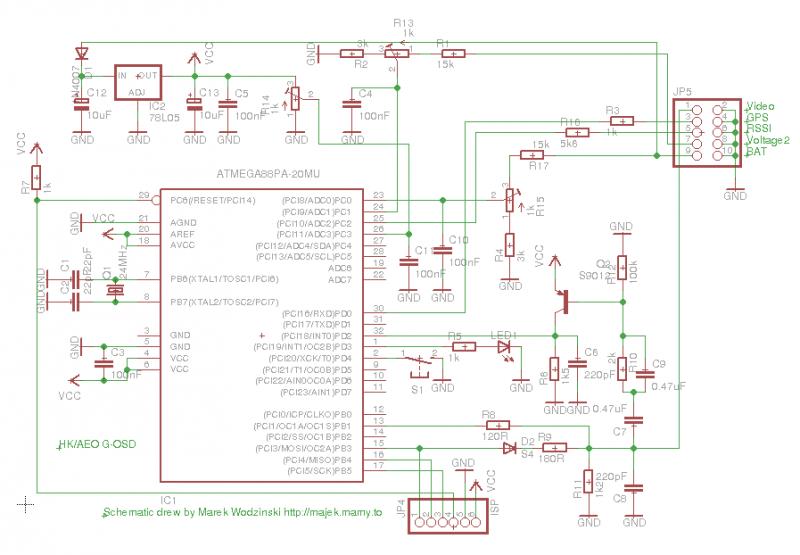 R13
1k
3k
R2
R1
15k
GND
VCC
1N4007
D1
IN
OUT
ADJ
IC2
78L05
C12
10uF
C13
10uF
C5
100nF
R14
1k
C4
100nF
GND
GND
GND
GND
GND
GND
JP5
1
2
3
4
5
6
7
8
9
10
Video
GPS
RSSI
Voltage2
BAT
GND
R3
1k
R16
5k6
15k
R17
R15
1k
R4
3k
GND
VCC
R7
1k
ATMEGA88PA-20MU
29
PC6(/RESET/PCI14)
21
AGND
20
AREF
18
AVCC
7
PB6(XTAL1/TOSC1/PCI6)
8
PB7(XTAL2/TOSC2/PCI7)
3
GND
5
GND
4
VCC
6
VCC
(PCI8/ADC0)PC0
23
(PCI9/ADC1)PC1
24
(PCI10/ADC2)PC2
25
(PCI11/ADC3)PC3
26
(PCI12/ADC4/SDA)PC4
27
(PCI13/ADC5/SCL)PC5
28
ADC6
19
ADC7
22
(PCI16/RXD)PD0
30
(PCI17/TXD)PD1
31
(PCI18/INT0)PD2
32
(PCI19/INT1/OC2B)PD3
1
(PCI20/XCK/T0)PD4
2
(PCI21/T1/OC0B)PD5
9
(PCI22/AIN0OC0A)PD6
10
(PCI23/AIN1)PD7
11
(PCI0/ICP/CLKO)PB0
12
(PCI1/OC1A/OC1S)PB1
13
(PCI2/SS/OC1B)PB2
14
(PCI3/MOSI/OC2A)PB3
15
(PCI4/MISO)PB4
16
(PCI5/SCK)PB5
17
IC1
GND
VCC
GND
GND
C1
22pF
C2
22pF
Q1
24MHz
GND
C3
100nF
VCC
C11
100nF
GND
C10
100nF
GND
VCC
S9012
GND
100k
R5
1k
LED1
GND
S1
GND
R6
1k5
C6
220pF
GND
GND
R10
2k
C9
0.47uF
0.47uF
C7
R8
120R
D2
S4
R9
180R
R11
1k2
220pF
C8
GND
GND
GND
VCC
JP4
1
2
3
4
5
6
ISP
HK/AEO G-OSD
Schematic drew by Marek Wodzinski http://majek.mamy.to